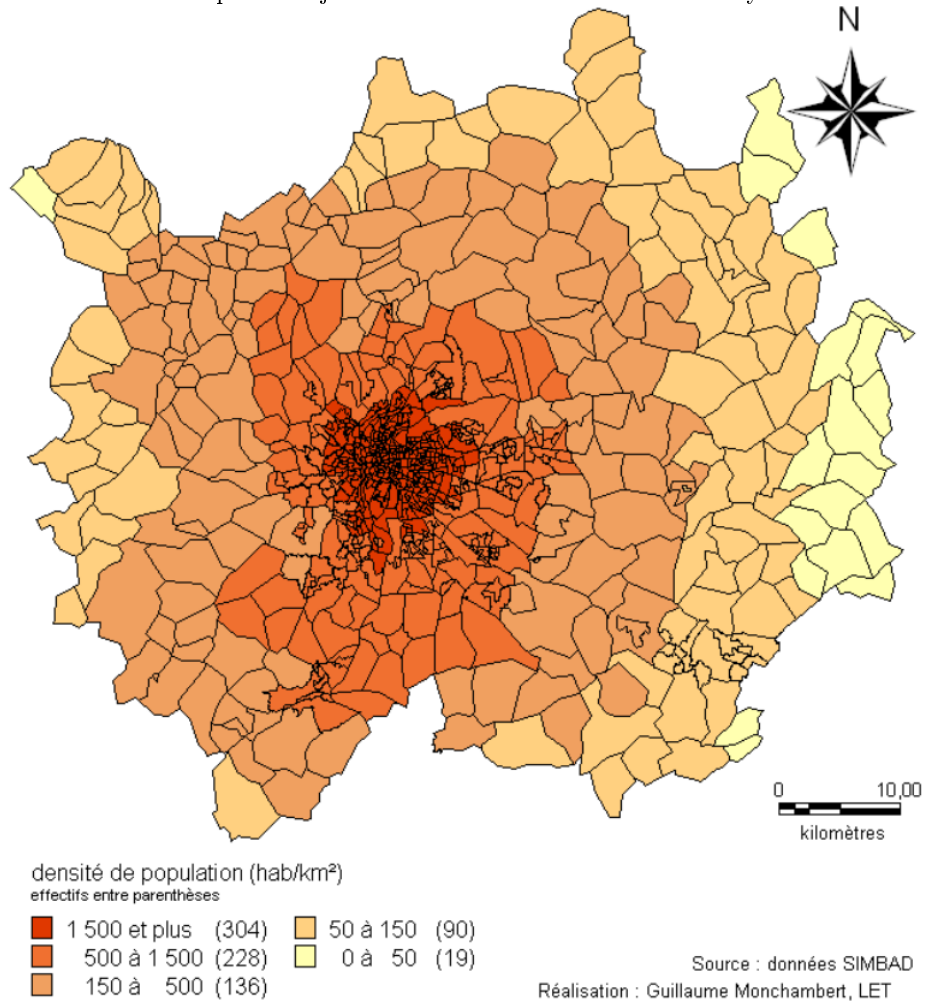 N
0 10,00
kilomètres
densité de population (hab/km²)
effectifs entre parenthèses
1 500 et plus (304)
500 à 1 500 (228)
150 à 500 (136)
50 à 150 (90)
0 à 50 (19)
Source : données SIMBAD
Réalisation : Guillaume Monchambert, LET